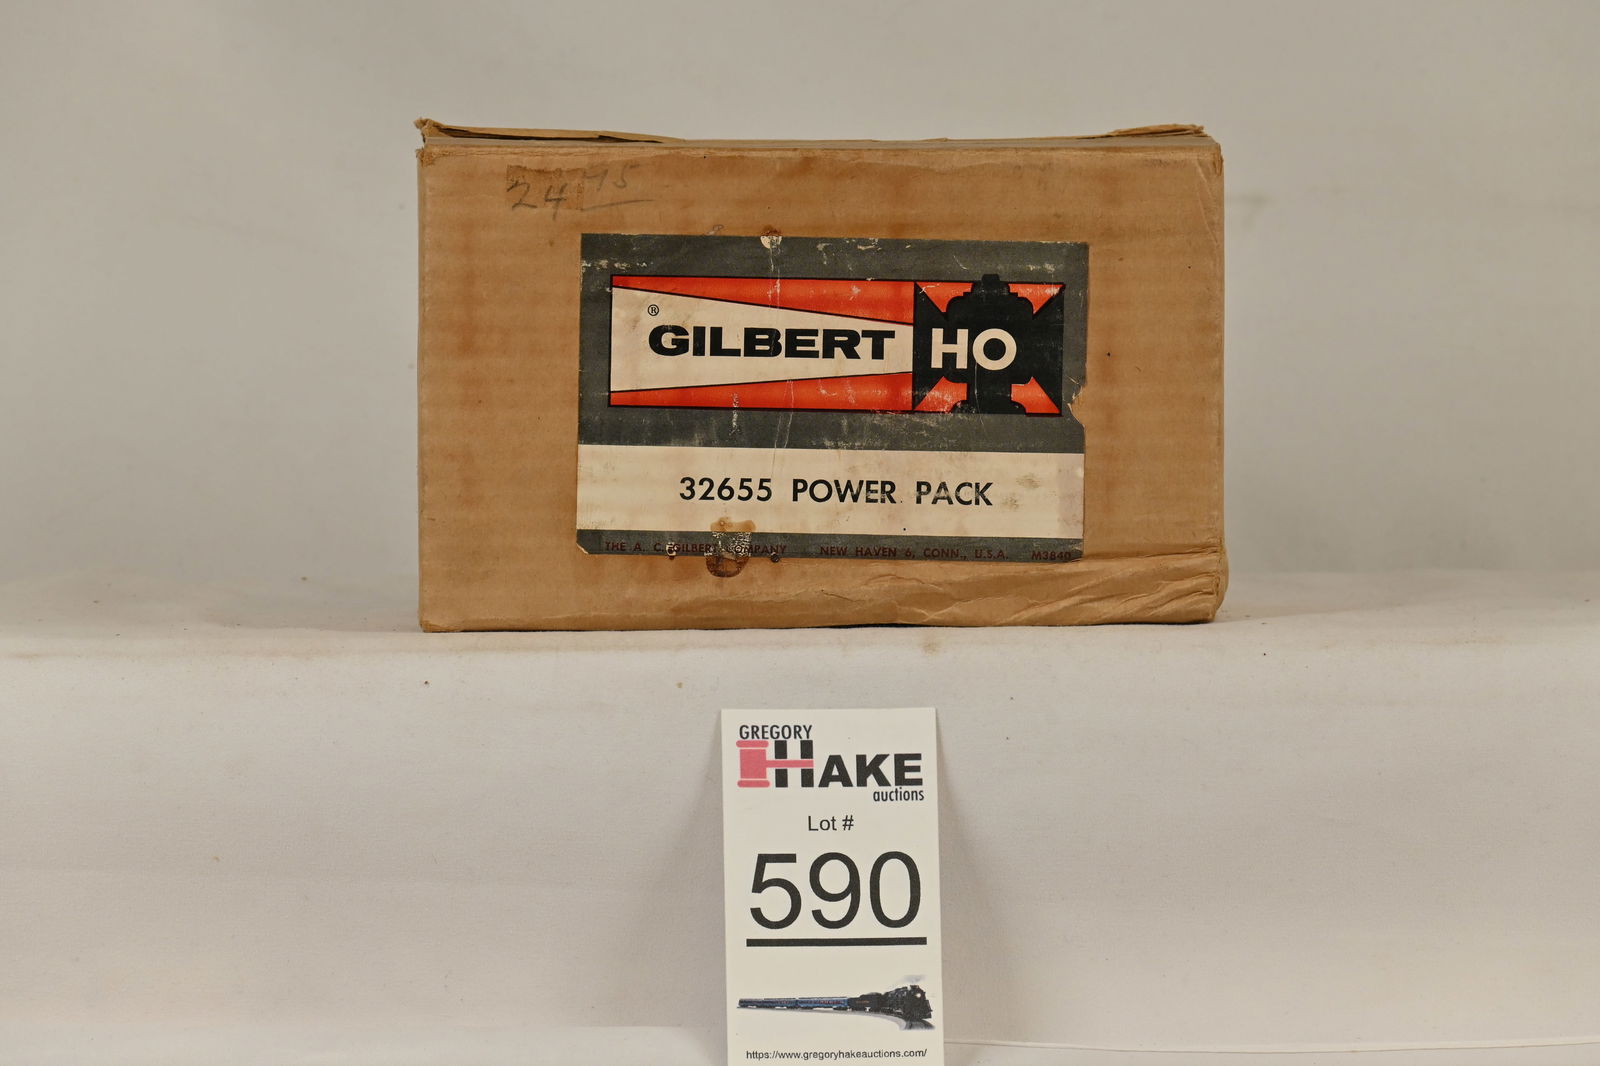 24 75
® GILBERT HO
32655 POWER PACK
THE A. C. GILBERT COMPANY NEW HAVEN 6, CONN., U.S.A. M3840
GREGORY
HAKE
auctions
Lot #
590
https://www.gregoryhakeauctions.com/